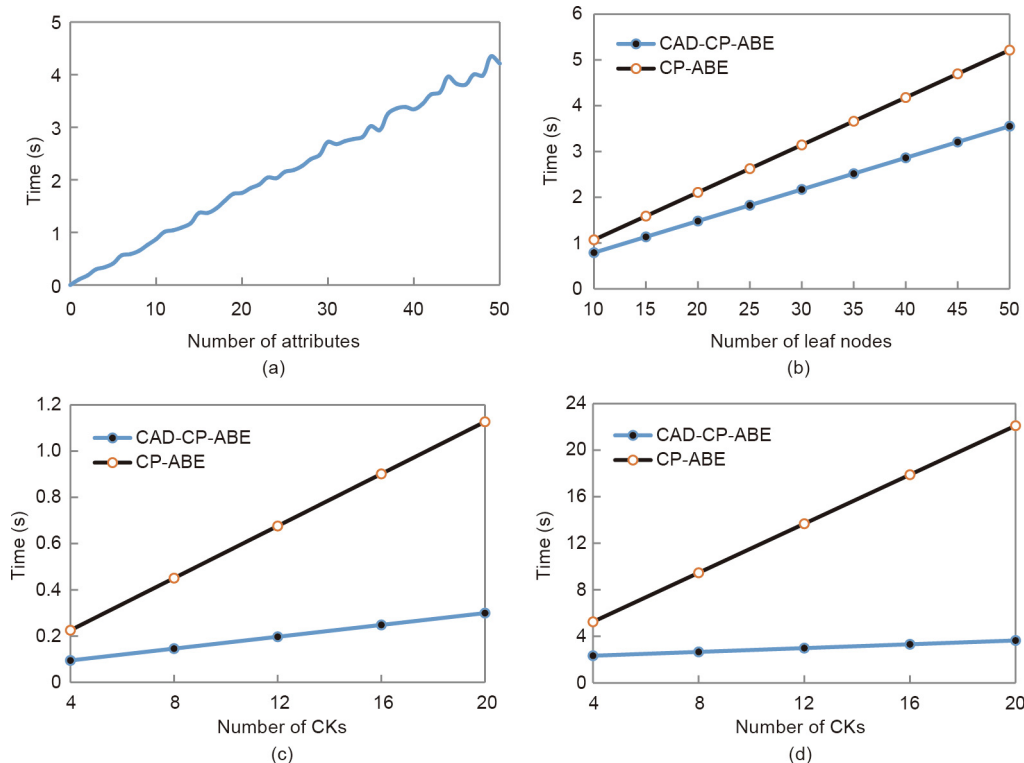 5
4
3
2
1
0
Time (s)
0 10 20 30 40 50
Number of attributes
(a)
6
5
4
3
2
1
0
Time (s)
CAD-CP-ABE
CP-ABE
10 15 20 25 30 35 40 45 50
Number of leaf nodes
(b)
1.2
1.0
0.8
0.6
0.4
0.2
0
Time (s)
CAD-CP-ABE
CP-ABE
4 8 12 16 20
Number of CKs
(c)
24
20
16
12
8
4
0
Time (s)
CAD-CP-ABE
CP-ABE
4 8 12 16 20
Number of CKs
(d)